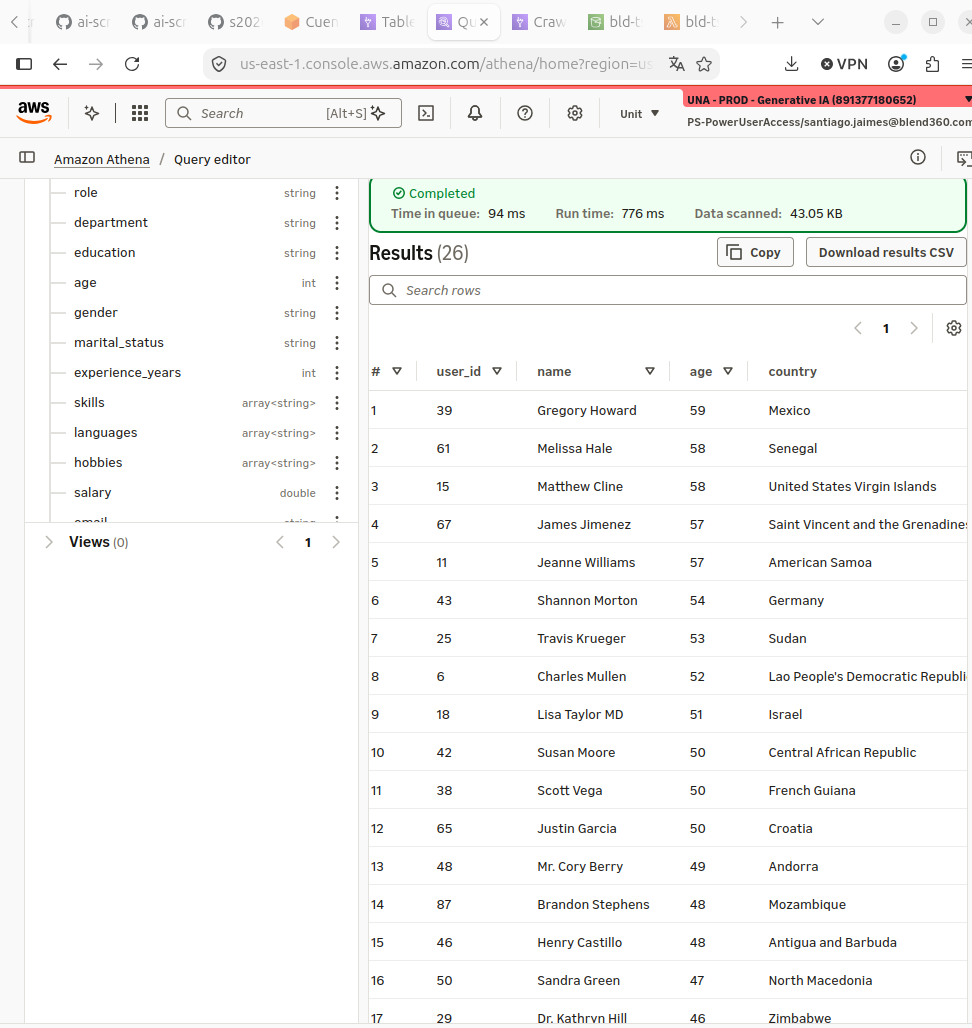 ai-scr
ai-scr
s202
Cuen
Table
Qu
Craw
bld-b
bld-b
us-east-1.console.aws.amazon.com/athena/home?region=us
VPN
aws
Search [Alt+S]
Unit
UNA - PROD - Generative IA (891377180652)
PS-PowerUserAccess/santiago.jaimes@blend360.com
Amazon Athena / Query editor
role string
department string
education string
age int
gender string
marital_status string
experience_years int
skills array<string>
languages array<string>
hobbies array<string>
salary double
email string
Views (0) 1
Completed
Time in queue: 94 ms Run time: 776 ms Data scanned: 43.05 KB
Results (26) Copy Download results CSV
Search rows
1
# user_id name age country
1 39 Gregory Howard 59 Mexico
2 61 Melissa Hale 58 Senegal
3 15 Matthew Cline 58 United States Virgin Islands
4 67 James Jimenez 57 Saint Vincent and the Grenadines
5 11 Jeanne Williams 57 American Samoa
6 43 Shannon Morton 54 Germany
7 25 Travis Krueger 53 Sudan
8 6 Charles Mullen 52 Lao People's Democratic Republi
9 18 Lisa Taylor MD 51 Israel
10 42 Susan Moore 50 Central African Republic
11 38 Scott Vega 50 French Guiana
12 65 Justin Garcia 50 Croatia
13 48 Mr. Cory Berry 49 Andorra
14 87 Brandon Stephens 48 Mozambique
15 46 Henry Castillo 48 Antigua and Barbuda
16 50 Sandra Green 47 North Macedonia
17 29 Dr. Kathryn Hill 46 Zimbabwe